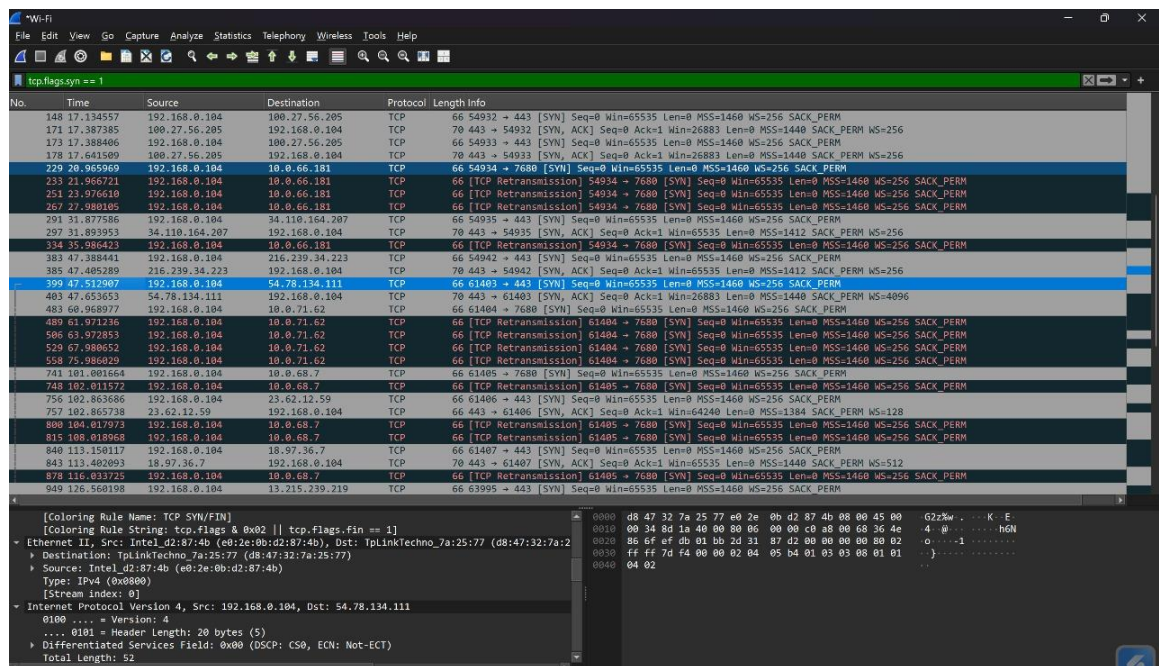 *Wi-Fi
File Edit View Go Capture Analyze Statistics Telephony Wireless Tools Help
tcp.flags.syn == 1
No. Time Source Destination Protocol Length Info
148 17.134557 192.168.0.104 100.27.56.205 TCP 66 54932 → 443 [SYN] Seq=0 Win=65535 Len=0 MSS=1460 WS=256 SACK_PERM
171 17.387385 100.27.56.205 192.168.0.104 TCP 70 443 → 54932 [SYN, ACK] Seq=0 Ack=1 Win=26883 Len=0 MSS=1440 SACK_PERM WS=256
173 17.388406 192.168.0.104 100.27.56.205 TCP 66 54933 → 443 [SYN] Seq=0 Win=65535 Len=0 MSS=1460 WS=256 SACK_PERM
178 17.641509 100.27.56.205 192.168.0.104 TCP 70 443 → 54933 [SYN, ACK] Seq=0 Ack=1 Win=26883 Len=0 MSS=1440 SACK_PERM WS=256
229 20.965969 192.168.0.104 10.0.66.181 TCP 66 54934 → 7680 [SYN] Seq=0 Win=65535 Len=0 MSS=1460 WS=256 SACK_PERM
233 21.966721 192.168.0.104 10.0.66.181 TCP 66 [TCP Retransmission] 54934 → 7680 [SYN] Seq=0 Win=65535 Len=0 MSS=1460 WS=256 SACK_PERM
251 23.976610 192.168.0.104 10.0.66.181 TCP 66 [TCP Retransmission] 54934 → 7680 [SYN] Seq=0 Win=65535 Len=0 MSS=1460 WS=256 SACK_PERM
267 27.980105 192.168.0.104 10.0.66.181 TCP 66 [TCP Retransmission] 54934 → 7680 [SYN] Seq=0 Win=65535 Len=0 MSS=1460 WS=256 SACK_PERM
291 31.877586 192.168.0.104 34.110.164.207 TCP 66 54935 → 443 [SYN] Seq=0 Win=65535 Len=0 MSS=1460 WS=256 SACK_PERM
297 31.893953 34.110.164.207 192.168.0.104 TCP 70 443 → 54935 [SYN, ACK] Seq=0 Ack=1 Win=65535 Len=0 MSS=1412 SACK_PERM WS=256
334 35.986423 192.168.0.104 10.0.66.181 TCP 66 [TCP Retransmission] 54934 → 7680 [SYN] Seq=0 Win=65535 Len=0 MSS=1460 WS=256 SACK_PERM
383 47.388441 192.168.0.104 216.239.34.223 TCP 66 54942 → 443 [SYN] Seq=0 Win=65535 Len=0 MSS=1460 WS=256 SACK_PERM
385 47.405289 216.239.34.223 192.168.0.104 TCP 70 443 → 54942 [SYN, ACK] Seq=0 Ack=1 Win=65535 Len=0 MSS=1412 SACK_PERM WS=256
399 47.512907 192.168.0.104 54.78.134.111 TCP 66 61403 → 443 [SYN] Seq=0 Win=65535 Len=0 MSS=1460 WS=256 SACK_PERM
403 47.653653 54.78.134.111 192.168.0.104 TCP 70 443 → 61403 [SYN, ACK] Seq=0 Ack=1 Win=26883 Len=0 MSS=1440 SACK_PERM WS=4096
483 60.968977 192.168.0.104 10.0.71.62 TCP 66 61404 → 7680 [SYN] Seq=0 Win=65535 Len=0 MSS=1460 WS=256 SACK_PERM
489 61.971236 192.168.0.104 10.0.71.62 TCP 66 [TCP Retransmission] 61404 → 7680 [SYN] Seq=0 Win=65535 Len=0 MSS=1460 WS=256 SACK_PERM
506 63.972853 192.168.0.104 10.0.71.62 TCP 66 [TCP Retransmission] 61404 → 7680 [SYN] Seq=0 Win=65535 Len=0 MSS=1460 WS=256 SACK_PERM
529 67.980652 192.168.0.104 10.0.71.62 TCP 66 [TCP Retransmission] 61404 → 7680 [SYN] Seq=0 Win=65535 Len=0 MSS=1460 WS=256 SACK_PERM
558 75.986029 192.168.0.104 10.0.71.62 TCP 66 [TCP Retransmission] 61404 → 7680 [SYN] Seq=0 Win=65535 Len=0 MSS=1460 WS=256 SACK_PERM
741 101.001664 192.168.0.104 10.0.68.7 TCP 66 61405 → 7680 [SYN] Seq=0 Win=65535 Len=0 MSS=1460 WS=256 SACK_PERM
748 102.011572 192.168.0.104 10.0.68.7 TCP 66 [TCP Retransmission] 61405 → 7680 [SYN] Seq=0 Win=65535 Len=0 MSS=1460 WS=256 SACK_PERM
756 102.863686 192.168.0.104 23.62.12.59 TCP 66 61406 → 443 [SYN] Seq=0 Win=65535 Len=0 MSS=1460 WS=256 SACK_PERM
757 102.865738 23.62.12.59 192.168.0.104 TCP 66 443 → 61406 [SYN, ACK] Seq=0 Ack=1 Win=64240 Len=0 MSS=1384 SACK_PERM WS=128
800 104.017973 192.168.0.104 10.0.68.7 TCP 66 [TCP Retransmission] 61405 → 7680 [SYN] Seq=0 Win=65535 Len=0 MSS=1460 WS=256 SACK_PERM
815 108.018968 192.168.0.104 10.0.68.7 TCP 66 [TCP Retransmission] 61405 → 7680 [SYN] Seq=0 Win=65535 Len=0 MSS=1460 WS=256 SACK_PERM
840 113.150117 192.168.0.104 18.97.36.7 TCP 66 61407 → 443 [SYN] Seq=0 Win=65535 Len=0 MSS=1460 WS=256 SACK_PERM
843 113.402093 18.97.36.7 192.168.0.104 TCP 70 443 → 61407 [SYN, ACK] Seq=0 Ack=1 Win=65535 Len=0 MSS=1440 SACK_PERM WS=512
878 116.033725 192.168.0.104 10.0.68.7 TCP 66 [TCP Retransmission] 61405 → 7680 [SYN] Seq=0 Win=65535 Len=0 MSS=1460 WS=256 SACK_PERM
949 126.560198 192.168.0.104 13.215.239.219 TCP 66 63995 → 443 [SYN] Seq=0 Win=65535 Len=0 MSS=1460 WS=256 SACK_PERM
[Coloring Rule Name: TCP SYN/FIN]
[Coloring Rule String: tcp.flags & 0x02 || tcp.flags.fin == 1]
Ethernet II, Src: Intel_d2:87:4b (e0:2e:0b:d2:87:4b), Dst: TpLinkTechno_7a:25:77 (d8:47:32:7a:2
Destination: TpLinkTechno_7a:25:77 (d8:47:32:7a:25:77)
Source: Intel_d2:87:4b (e0:2e:0b:d2:87:4b)
Type: IPv4 (0x0800)
[Stream index: 0]
Internet Protocol Version 4, Src: 192.168.0.104, Dst: 54.78.134.111
0100 .... = Version: 4
.... 0101 = Header Length: 20 bytes (5)
Differentiated Services Field: 0x00 (DSCP: CS0, ECN: Not-ECT)
Total Length: 52
0000 d8 47 32 7a 25 77 e0 2e 0b d2 87 4b 08 00 45 00 ·G2z%w·. ···K··E·
0010 00 34 8d 1a 40 00 80 06 00 00 c0 a8 00 68 36 4e ·4··@··· ·····h6N
0020 86 6f ef db 01 bb 2d 31 87 d2 00 00 00 00 80 02 ·o····-1 ········
0030 ff ff 7d f4 00 00 02 04 05 b4 01 03 03 08 01 01 ··}····· ········
0040 04 02 ··